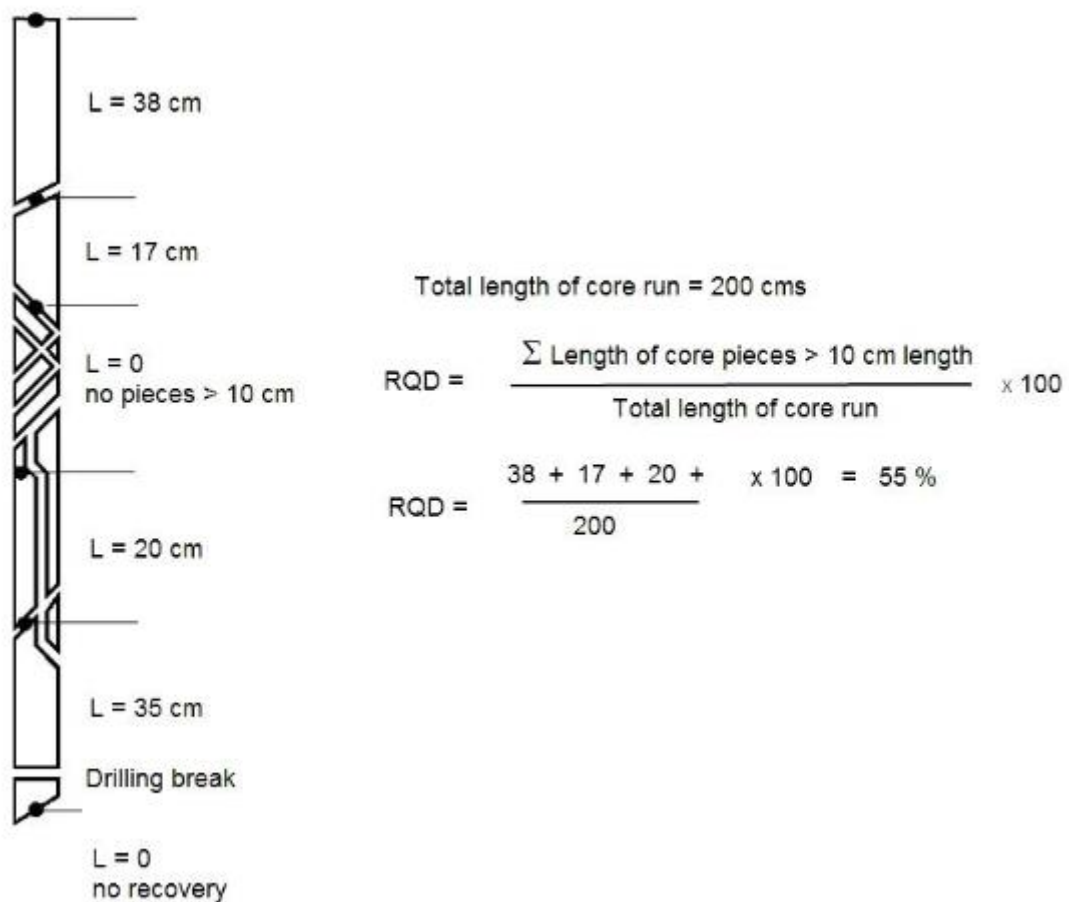 L = 38 cm
L = 17 cm
L = 0
no pieces > 10 cm
L = 20 cm
L = 35 cm
Drilling break
L = 0
no recovery
Total length of core run = 200 cms
RQD = Σ Length of core pieces > 10 cm length x 100
Total length of core run
RQD = 38 + 17 + 20 + x 100 = 55 %
200